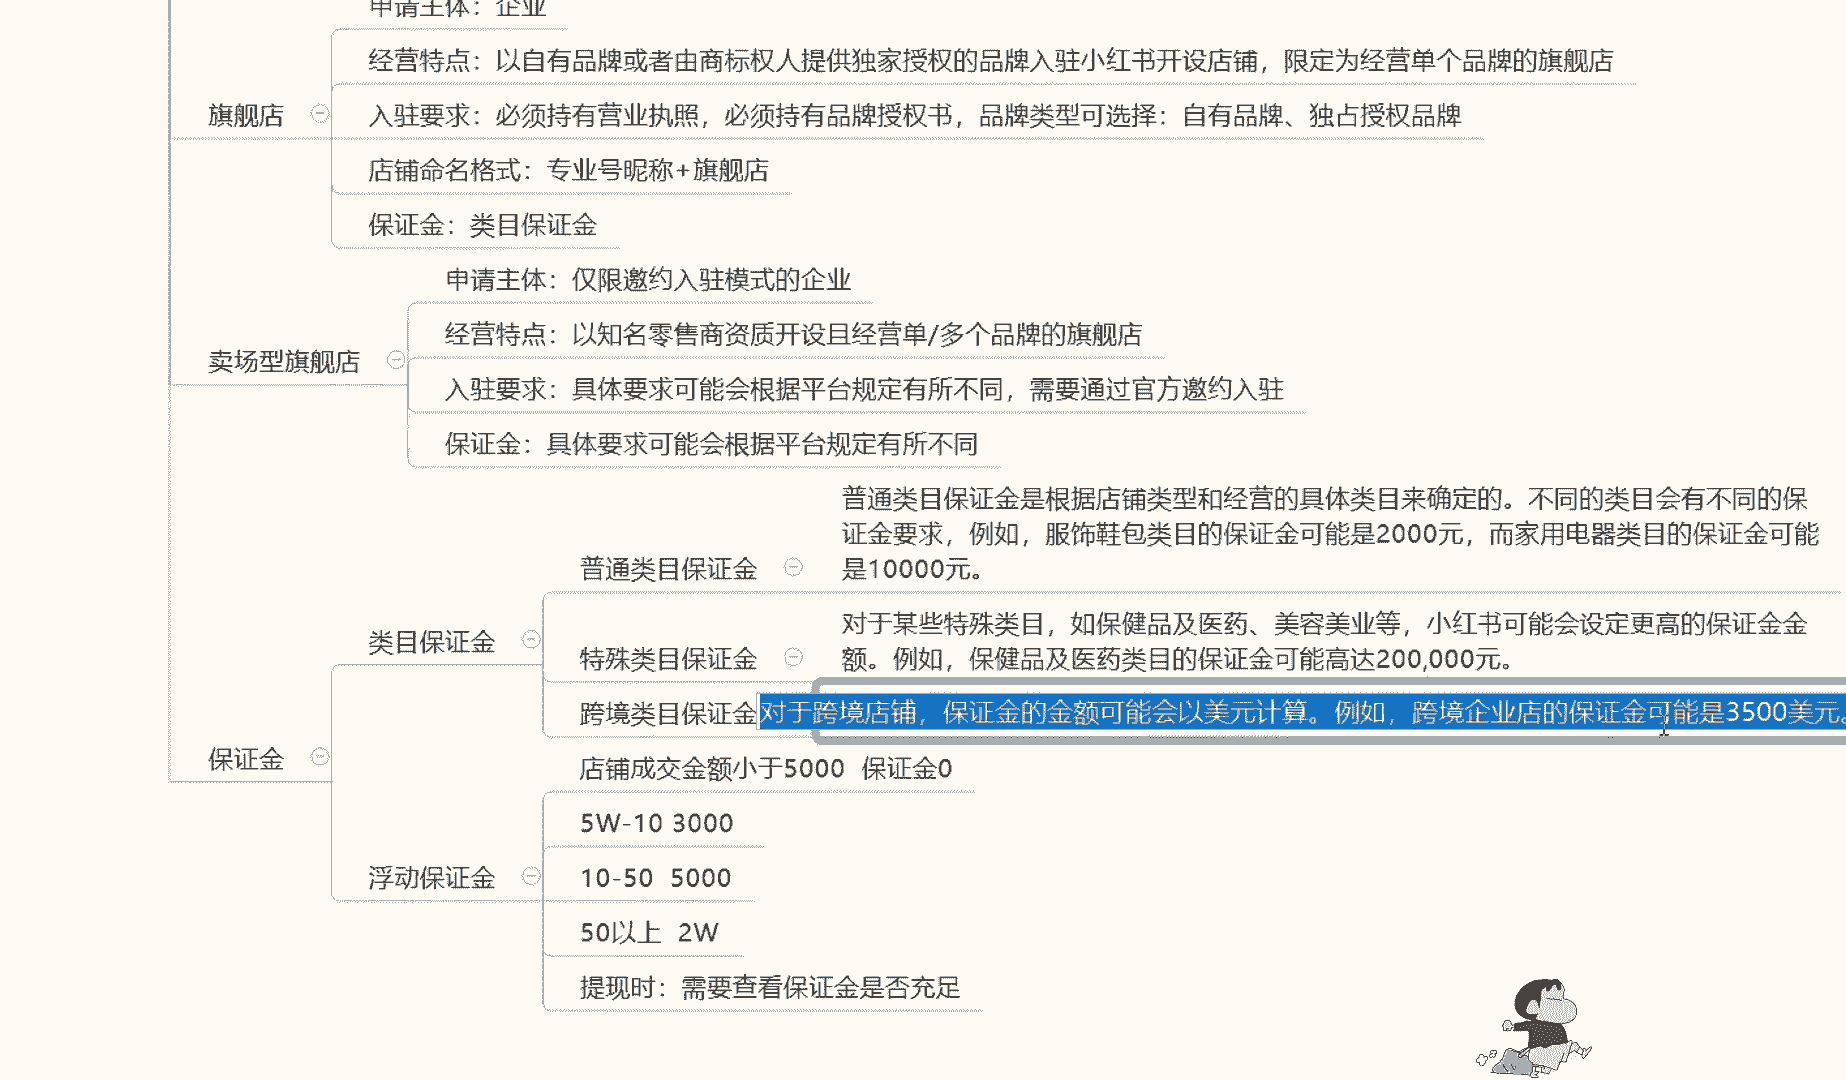 申请主体：企业
经营特点：以自有品牌或者由商标权人提供独家授权的品牌入驻小红书开设店铺，限定为经营单个品牌的旗舰店
旗舰店
入驻要求：必须持有营业执照，必须持有品牌授权书，品牌类型可选择：自有品牌、独占授权品牌
店铺命名格式：专业号昵称+旗舰店
保证金：类目保证金
申请主体：仅限邀约入驻模式的企业
经营特点：以知名零售商资质开设且经营单/多个品牌的旗舰店
卖场型旗舰店
入驻要求：具体要求可能会根据平台规定有所不同，需要通过官方邀约入驻
保证金：具体要求可能会根据平台规定有所不同
普通类目保证金是根据店铺类型和经营的具体类目来确定的。不同的类目会有不同的保
证金要求，例如，服饰鞋包类目的保证金可能是2000元，而家用电器类目的保证金可能
普通类目保证金
是10000元。
类目保证金
对于某些特殊类目，如保健品及医药、美容美业等，小红书可能会设定更高的保证金金
特殊类目保证金
额。例如，保健品及医药类目的保证金可能高达200,000元。
跨境类目保证金
对于跨境店铺，保证金的金额可能会以美元计算。例如，跨境企业店的保证金可能是3500美元。
保证金
店铺成交金额小于5000 保证金0
5W-10 3000
浮动保证金
10-50 5000
50以上 2W
提现时：需要查看保证金是否充足